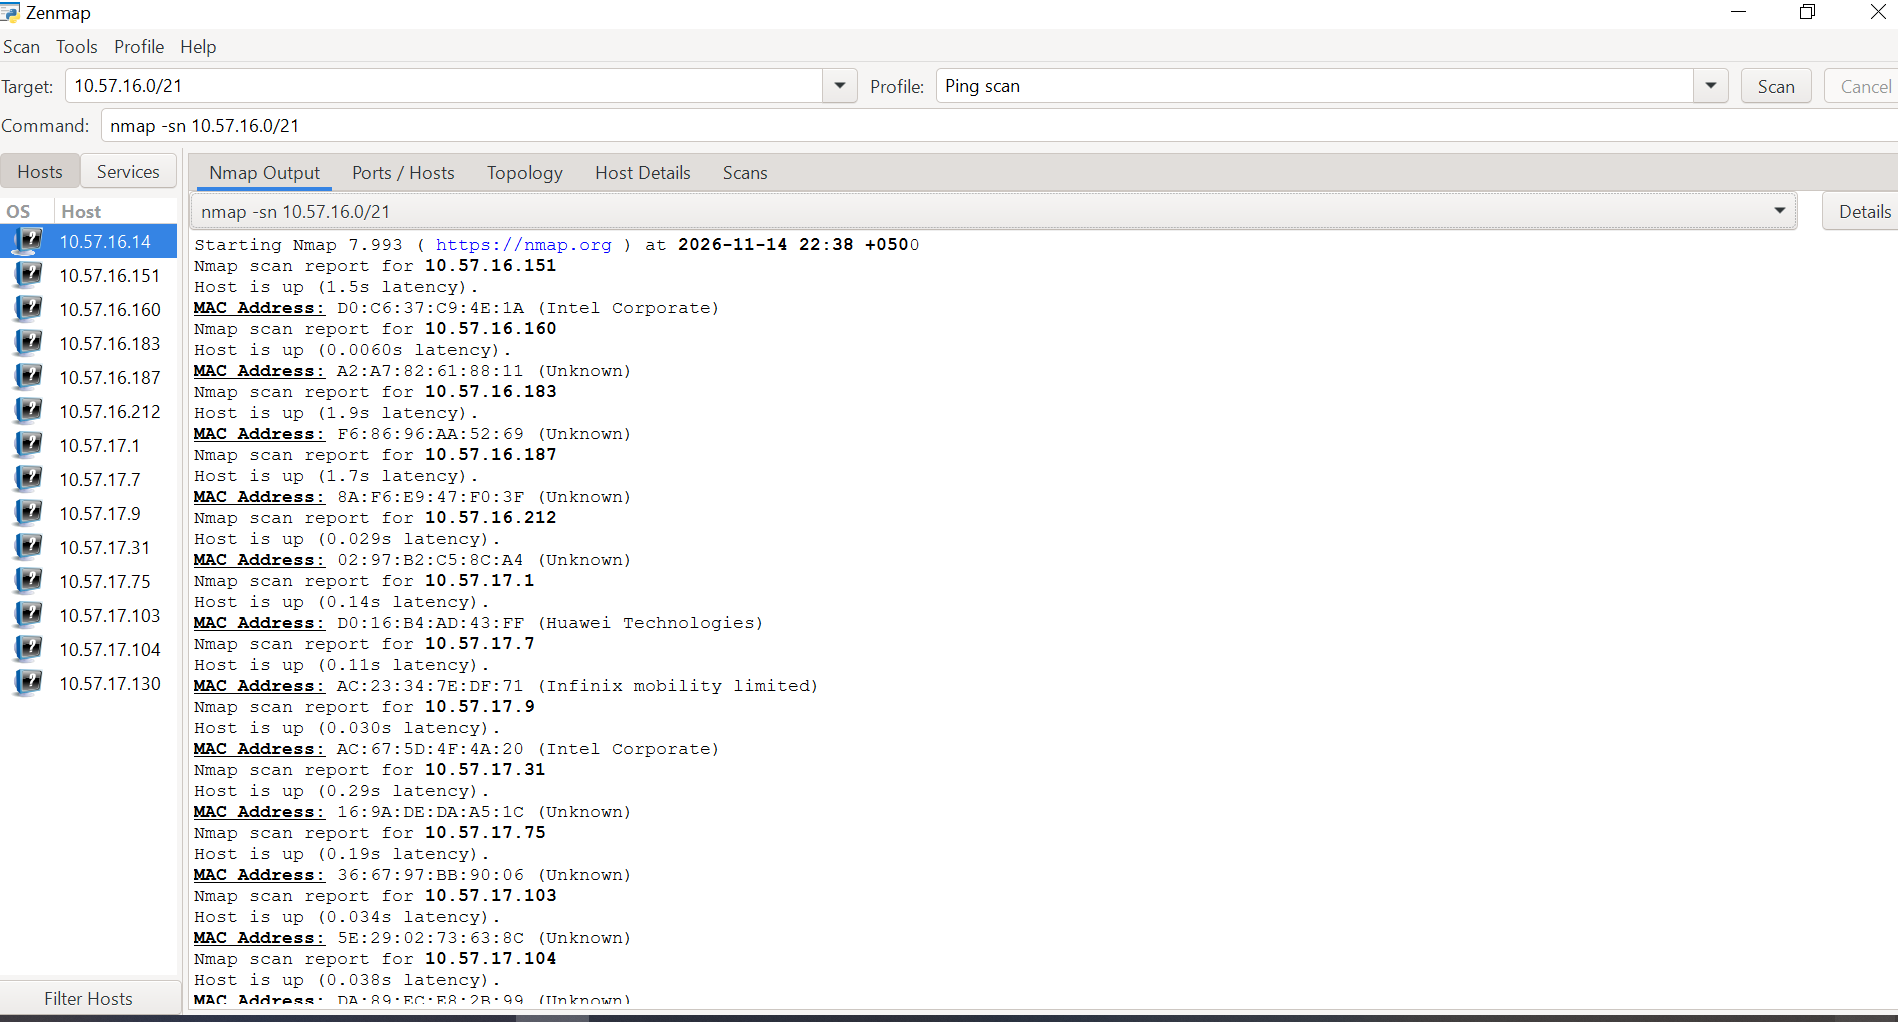 Zenmap
Scan Tools Profile Help
Target: 10.57.16.0/21 Profile: Ping scan Scan Cancel
Command: nmap -sn 10.57.16.0/21
Hosts Services
OS Host
10.57.16.14
10.57.16.151
10.57.16.160
10.57.16.183
10.57.16.187
10.57.16.212
10.57.17.1
10.57.17.7
10.57.17.9
10.57.17.31
10.57.17.75
10.57.17.103
10.57.17.104
10.57.17.130
Filter Hosts
Nmap Output Ports / Hosts Topology Host Details Scans
nmap -sn 10.57.16.0/21 Details
Starting Nmap 7.993 ( https://nmap.org ) at 2026-11-14 22:38 +0500
Nmap scan report for 10.57.16.151
Host is up (1.5s latency).
MAC Address: D0:C6:37:C9:4E:1A (Intel Corporate)
Nmap scan report for 10.57.16.160
Host is up (0.0060s latency).
MAC Address: A2:A7:82:61:88:11 (Unknown)
Nmap scan report for 10.57.16.183
Host is up (1.9s latency).
MAC Address: F6:86:96:AA:52:69 (Unknown)
Nmap scan report for 10.57.16.187
Host is up (1.7s latency).
MAC Address: 8A:F6:E9:47:F0:3F (Unknown)
Nmap scan report for 10.57.16.212
Host is up (0.029s latency).
MAC Address: 02:97:B2:C5:8C:A4 (Unknown)
Nmap scan report for 10.57.17.1
Host is up (0.14s latency).
MAC Address: D0:16:B4:AD:43:FF (Huawei Technologies)
Nmap scan report for 10.57.17.7
Host is up (0.11s latency).
MAC Address: AC:23:34:7E:DF:71 (Infinix mobility limited)
Nmap scan report for 10.57.17.9
Host is up (0.030s latency).
MAC Address: AC:67:5D:4F:4A:20 (Intel Corporate)
Nmap scan report for 10.57.17.31
Host is up (0.29s latency).
MAC Address: 16:9A:DE:DA:A5:1C (Unknown)
Nmap scan report for 10.57.17.75
Host is up (0.19s latency).
MAC Address: 36:67:97:BB:90:06 (Unknown)
Nmap scan report for 10.57.17.103
Host is up (0.034s latency).
MAC Address: 5E:29:02:73:63:8C (Unknown)
Nmap scan report for 10.57.17.104
Host is up (0.038s latency).
MAC Address: DA:89:EC:E8:2B:99 (Unknown)